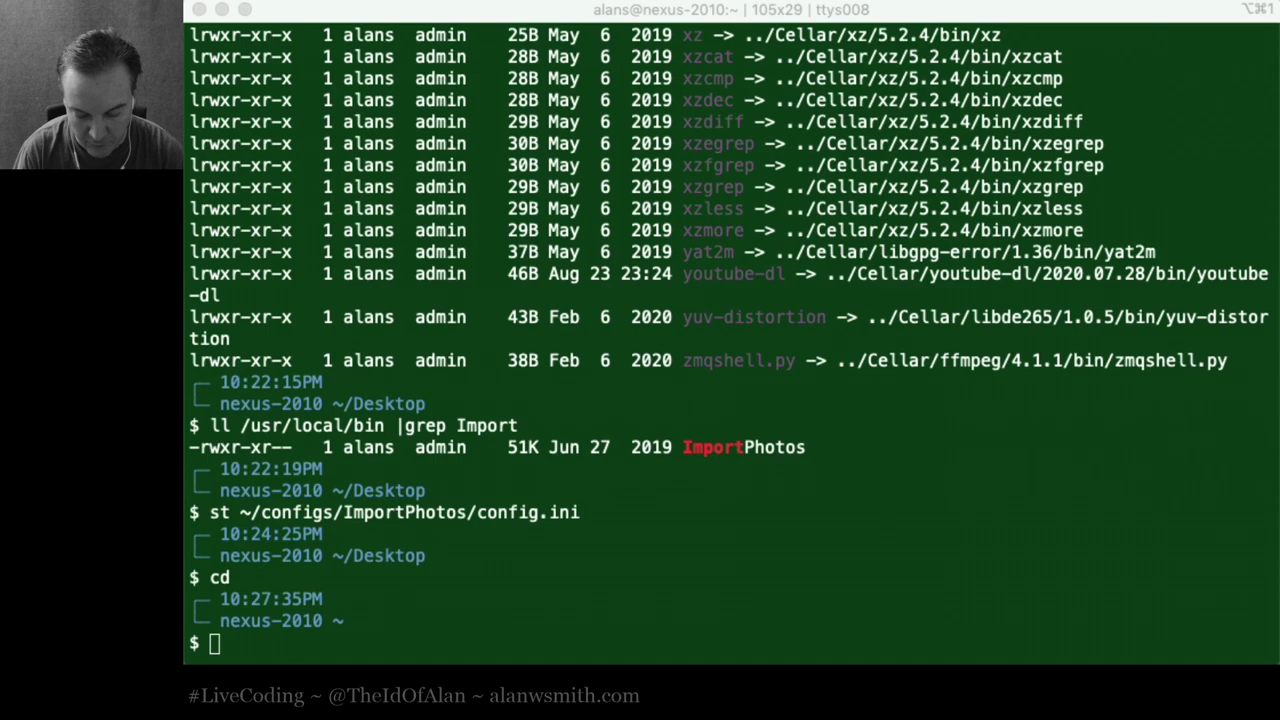 alans@nexus-2010:~ | 105x29 | ttys008
⌥⌘1
lrwxr-xr-x 1 alans admin 25B May 6 2019 xz -> ../Cellar/xz/5.2.4/bin/xz
lrwxr-xr-x 1 alans admin 28B May 6 2019 xzcat -> ../Cellar/xz/5.2.4/bin/xzcat
lrwxr-xr-x 1 alans admin 28B May 6 2019 xzcmp -> ../Cellar/xz/5.2.4/bin/xzcmp
lrwxr-xr-x 1 alans admin 28B May 6 2019 xzdec -> ../Cellar/xz/5.2.4/bin/xzdec
lrwxr-xr-x 1 alans admin 29B May 6 2019 xzdiff -> ../Cellar/xz/5.2.4/bin/xzdiff
lrwxr-xr-x 1 alans admin 30B May 6 2019 xzegrep -> ../Cellar/xz/5.2.4/bin/xzegrep
lrwxr-xr-x 1 alans admin 30B May 6 2019 xzfgrep -> ../Cellar/xz/5.2.4/bin/xzfgrep
lrwxr-xr-x 1 alans admin 29B May 6 2019 xzgrep -> ../Cellar/xz/5.2.4/bin/xzgrep
lrwxr-xr-x 1 alans admin 29B May 6 2019 xzless -> ../Cellar/xz/5.2.4/bin/xzless
lrwxr-xr-x 1 alans admin 29B May 6 2019 xzmore -> ../Cellar/xz/5.2.4/bin/xzmore
lrwxr-xr-x 1 alans admin 37B May 6 2019 yat2m -> ../Cellar/libgpg-error/1.36/bin/yat2m
lrwxr-xr-x 1 alans admin 46B Aug 23 23:24 youtube-dl -> ../Cellar/youtube-dl/2020.07.28/bin/youtube
-dl
lrwxr-xr-x 1 alans admin 43B Feb 6 2020 yuv-distortion -> ../Cellar/libde265/1.0.5/bin/yuv-distor
tion
lrwxr-xr-x 1 alans admin 38B Feb 6 2020 zmqshell.py -> ../Cellar/ffmpeg/4.1.1/bin/zmqshell.py
10:22:15PM
nexus-2010 ~/Desktop
$ ll /usr/local/bin |grep Import
-rwxr-xr-- 1 alans admin 51K Jun 27 2019 ImportPhotos
10:22:19PM
nexus-2010 ~/Desktop
$ st ~/configs/ImportPhotos/config.ini
10:24:25PM
nexus-2010 ~/Desktop
$ cd
10:27:35PM
nexus-2010 ~
$
#LiveCoding ~ @TheIdOfAlan ~ alanwsmith.com